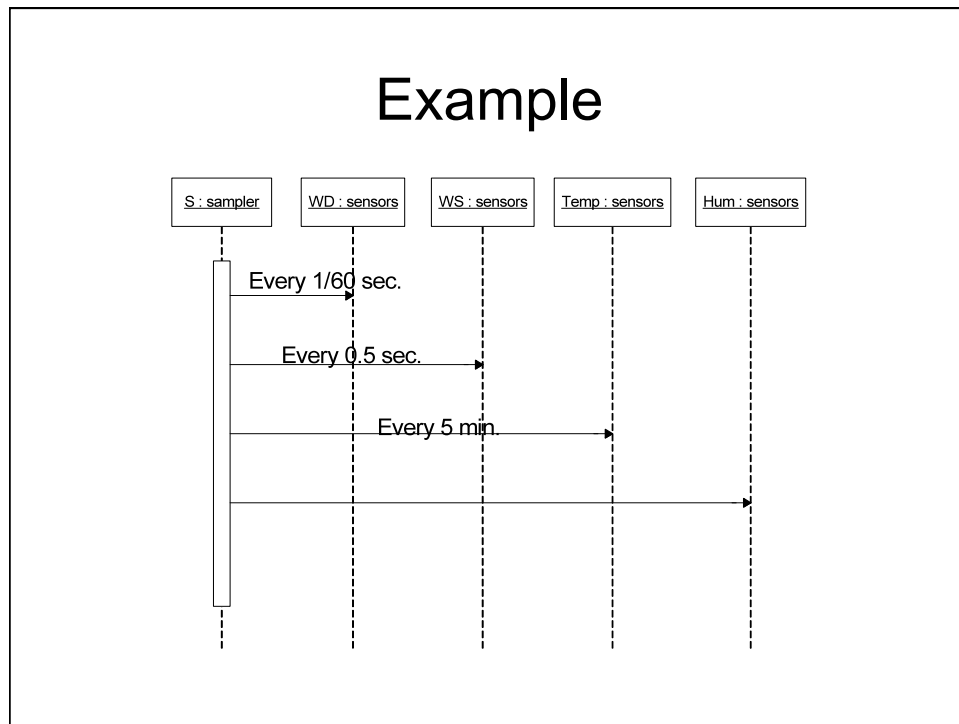 Example
S : sampler
WD : sensors
WS : sensors
Temp : sensors
Hum : sensors
Every 1/60 sec.
Every 0.5 sec.
Every 5 min.